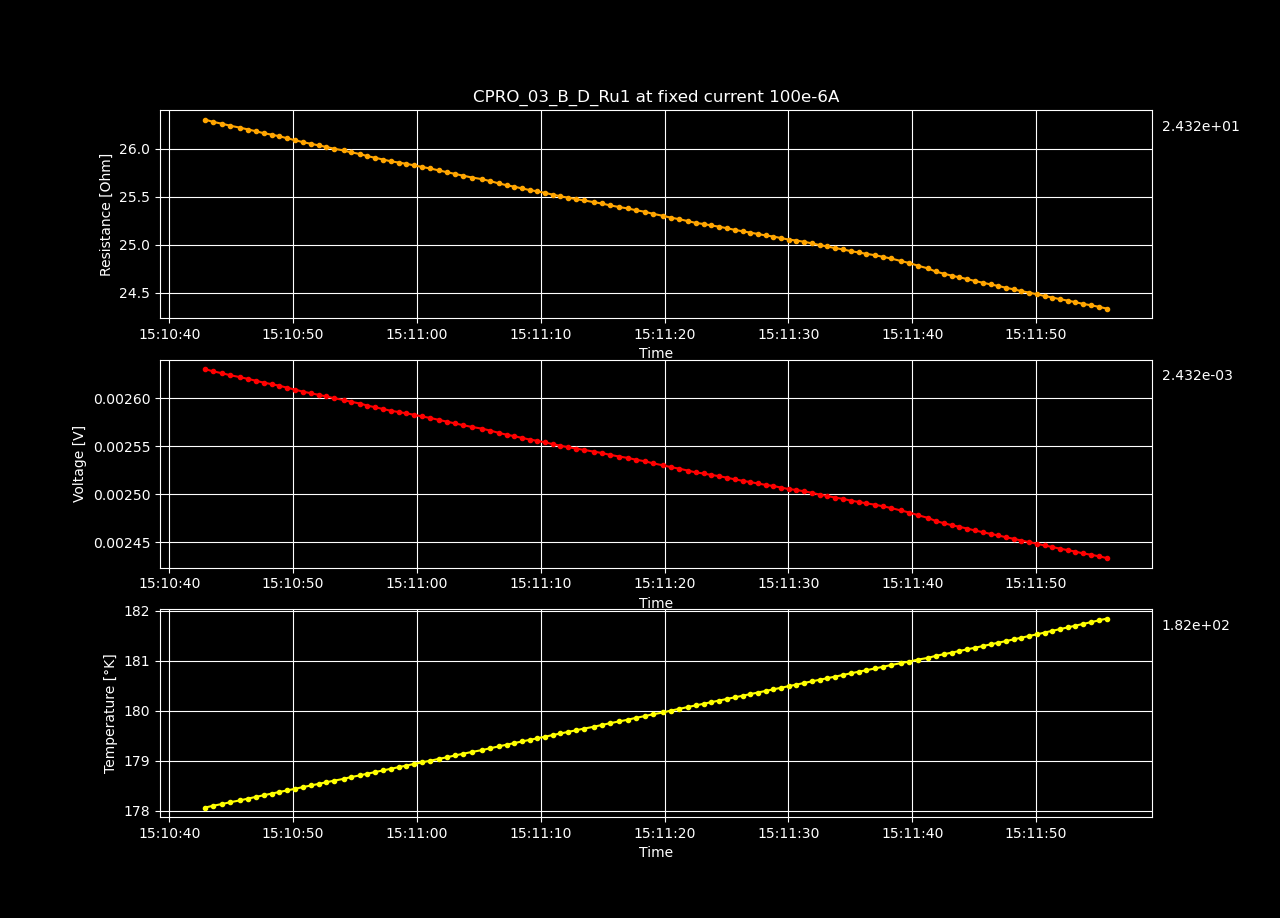 CPRO_03_B_D_Ru1 at fixed current 100e-6A
2.432e+01
Resistance [Ohm]
26.0
25.5
25.0
24.5
15:10:40 15:10:50 15:11:00 15:11:10 15:11:20 15:11:30 15:11:40 15:11:50
Time
2.432e-03
Voltage [V]
0.00260
0.00255
0.00250
0.00245
15:10:40 15:10:50 15:11:00 15:11:10 15:11:20 15:11:30 15:11:40 15:11:50
Time
1.82e+02
Temperature [°K]
182
181
180
179
178
15:10:40 15:10:50 15:11:00 15:11:10 15:11:20 15:11:30 15:11:40 15:11:50
Time